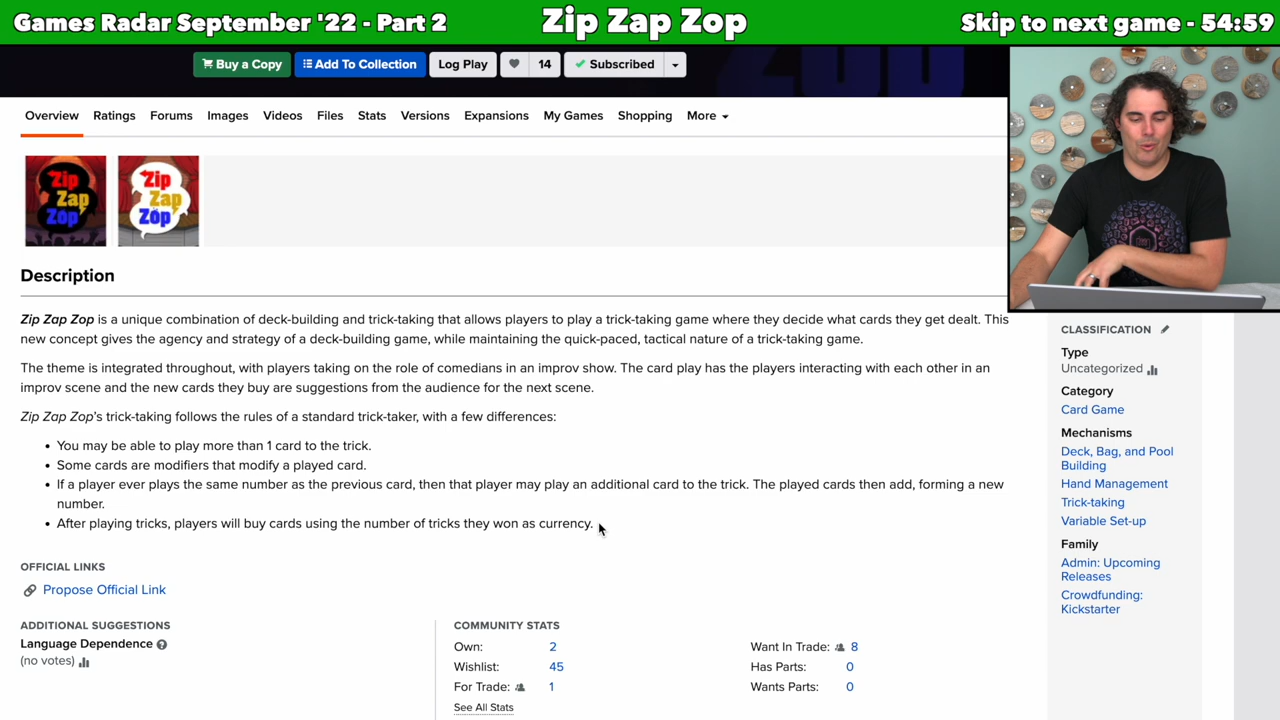 Games Radar September '22 - Part 2
Zip Zap Zop
Skip to next game - 54:59
Buy a Copy
Add To Collection
Log Play
14
Subscribed
Overview
Ratings
Forums
Images
Videos
Files
Stats
Versions
Expansions
My Games
Shopping
More
Zip
Zap
Zop
Zip
Zap
Zop
Description
Zip Zap Zop is a unique combination of deck-building and trick-taking that allows players to play a trick-taking game where they decide what cards they get dealt. This
new concept gives the agency and strategy of a deck-building game, while maintaining the quick-paced, tactical nature of a trick-taking game.
The theme is integrated throughout, with players taking on the role of comedians in an improv show. The card play has the players interacting with each other in an
improv scene and the new cards they buy are suggestions from the audience for the next scene.
Zip Zap Zop's trick-taking follows the rules of a standard trick-taker, with a few differences:
• You may be able to play more than 1 card to the trick.
• Some cards are modifiers that modify a played card.
• If a player ever plays the same number as the previous card, then that player may play an additional card to the trick. The played cards then add, forming a new
number.
• After playing tricks, players will buy cards using the number of tricks they won as currency.
OFFICIAL LINKS
Propose Official Link
ADDITIONAL SUGGESTIONS
Language Dependence
(no votes)
COMMUNITY STATS
Own: 2
Wishlist: 45
For Trade: 1
See All Stats
Want In Trade: 8
Has Parts: 0
Wants Parts: 0
CLASSIFICATION
Type
Uncategorized
Category
Card Game
Mechanisms
Deck, Bag, and Pool
Building
Hand Management
Trick-taking
Variable Set-up
Family
Admin: Upcoming
Releases
Crowdfunding:
Kickstarter